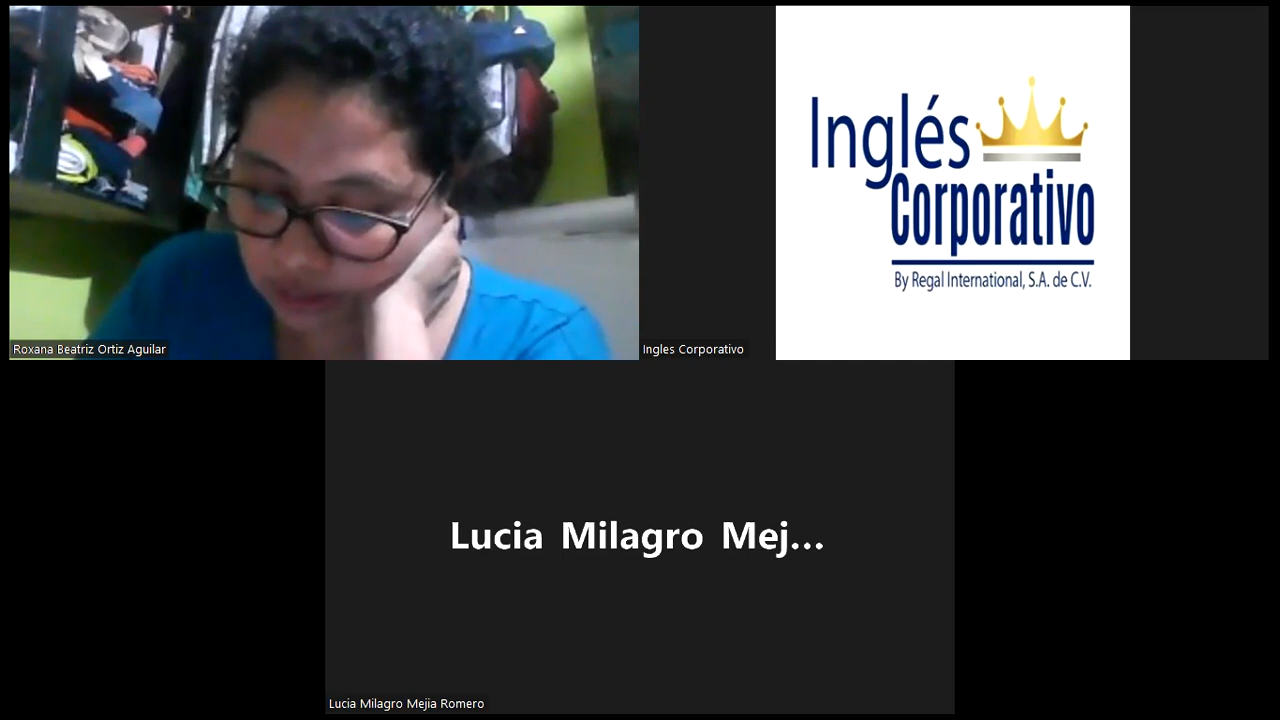 Roxana Beatriz Ortiz Aguilar
Inglés
Corporativo
By Regal International, S.A. de C.V.
Ingles Corporativo
Lucia Milagro Mej...
Lucia Milagro Mejia Romero